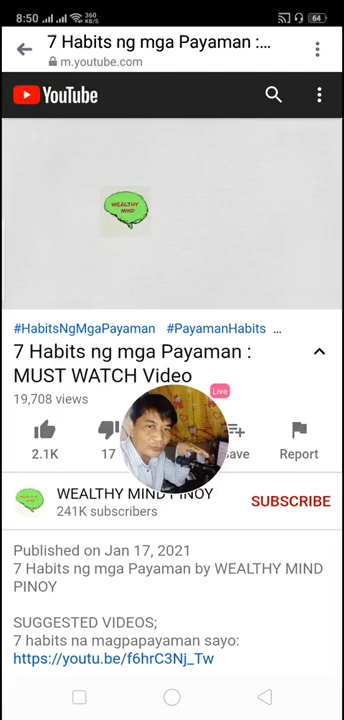 8:50 360 KB/S 64
7 Habits ng mga Payaman :...
m.youtube.com
YouTube
WEALTHY
MIND
#HabitsNgMgaPayaman #PayamanHabits ...
7 Habits ng mga Payaman :
MUST WATCH Video
Live
19,708 views
2.1K 17 Report
WEALTHY MIND PINOY
241K subscribers
SUBSCRIBE
Published on Jan 17, 2021
7 Habits ng mga Payaman by WEALTHY MIND
PINOY
SUGGESTED VIDEOS;
7 habits na magpapayaman sayo:
https://youtu.be/f6hrC3Nj_Tw